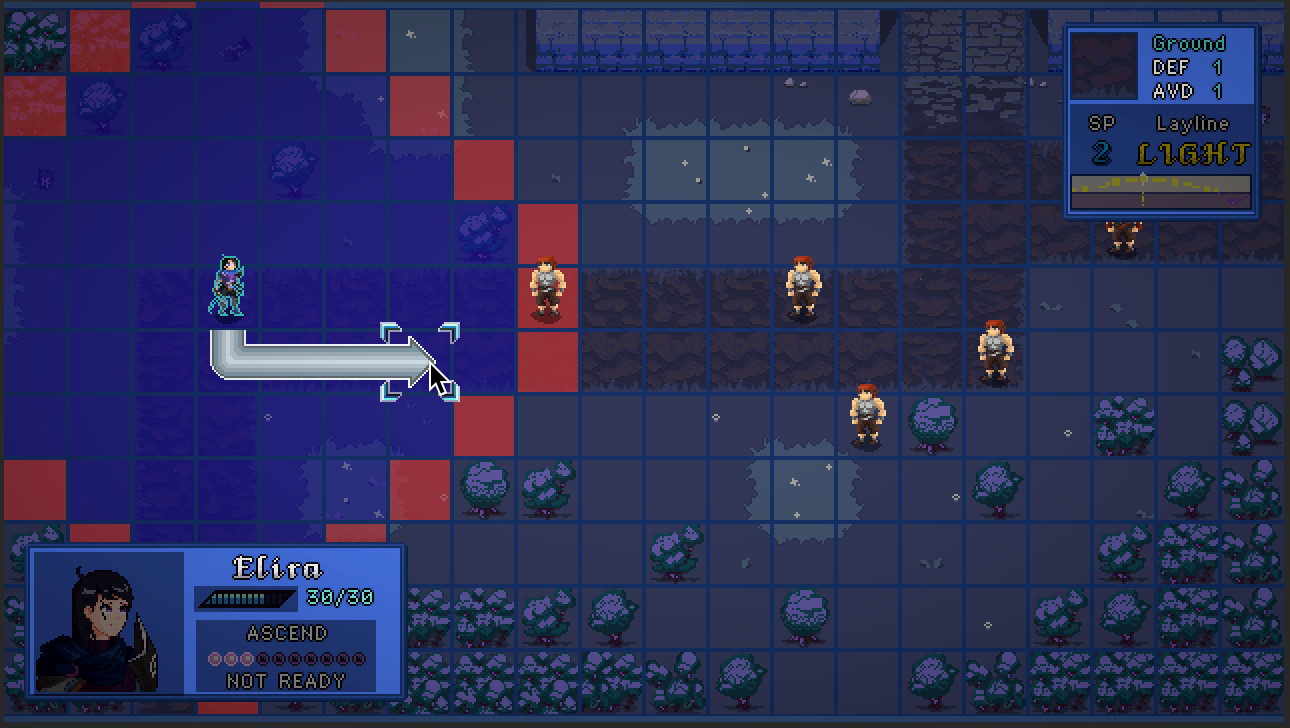 Ground
DEF 1
AVD 1
SP Layline
2 LIGHT
Elira
30/30
ASCEND
NOT READY